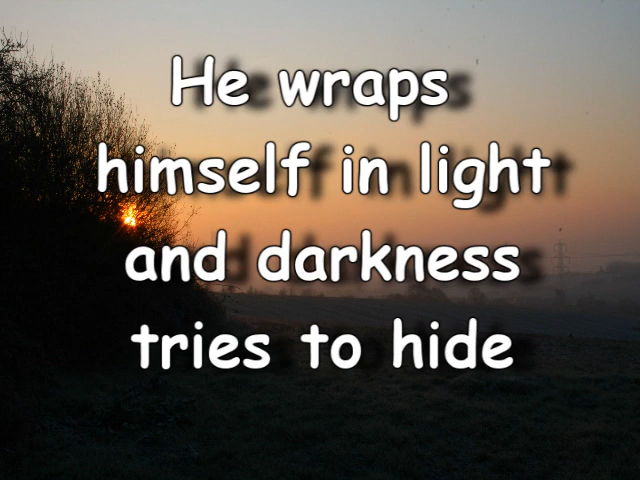 He wraps
himself in light
and darkness
tries to hide